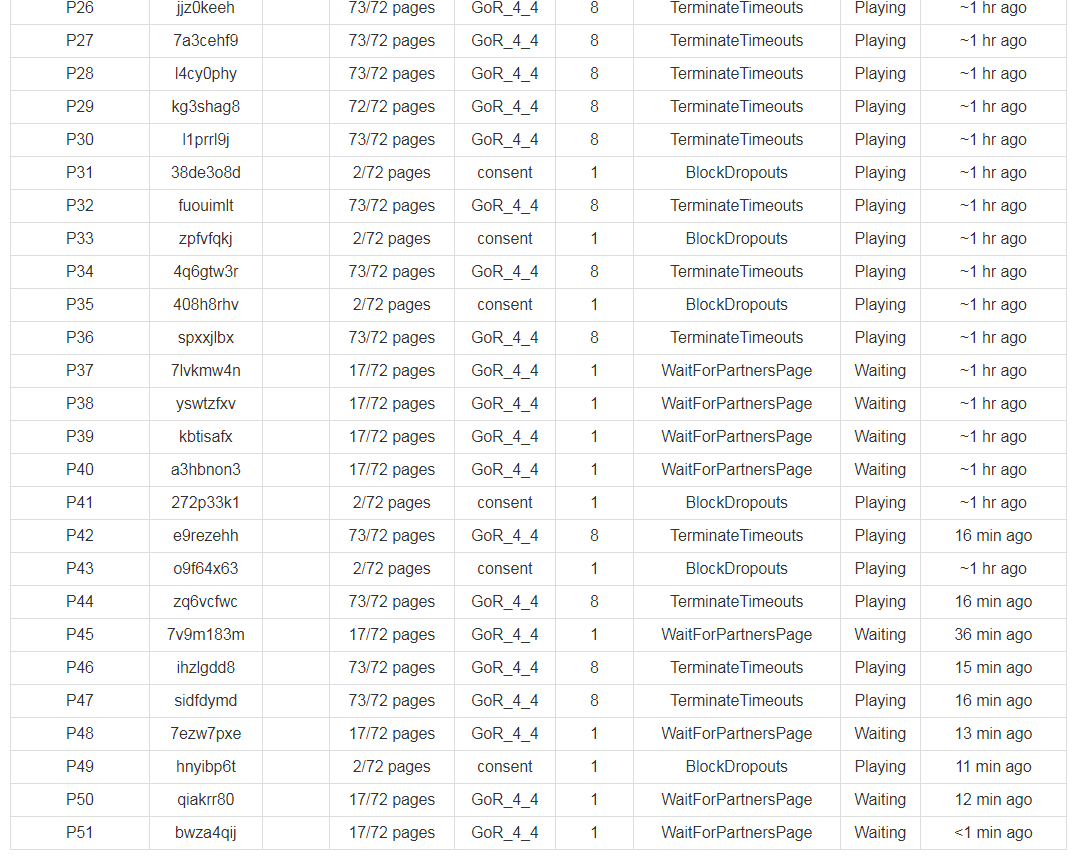 P26 jjz0keeh 73/72 pages GoR_4_4 8 TerminateTimeouts Playing ~1 hr ago
P27 7a3cehf9 73/72 pages GoR_4_4 8 TerminateTimeouts Playing ~1 hr ago
P28 l4cy0phy 73/72 pages GoR_4_4 8 TerminateTimeouts Playing ~1 hr ago
P29 kg3shag8 72/72 pages GoR_4_4 8 TerminateTimeouts Playing ~1 hr ago
P30 l1prrl9j 73/72 pages GoR_4_4 8 TerminateTimeouts Playing ~1 hr ago
P31 38de3o8d 2/72 pages consent 1 BlockDropouts Playing ~1 hr ago
P32 fuouimlt 73/72 pages GoR_4_4 8 TerminateTimeouts Playing ~1 hr ago
P33 zpfvfqkj 2/72 pages consent 1 BlockDropouts Playing ~1 hr ago
P34 4q6gtw3r 73/72 pages GoR_4_4 8 TerminateTimeouts Playing ~1 hr ago
P35 408h8rhv 2/72 pages consent 1 BlockDropouts Playing ~1 hr ago
P36 spxxjlbx 73/72 pages GoR_4_4 8 TerminateTimeouts Playing ~1 hr ago
P37 7lvkmw4n 17/72 pages GoR_4_4 1 WaitForPartnersPage Waiting ~1 hr ago
P38 yswtzfxv 17/72 pages GoR_4_4 1 WaitForPartnersPage Waiting ~1 hr ago
P39 kbtisafx 17/72 pages GoR_4_4 1 WaitForPartnersPage Waiting ~1 hr ago
P40 a3hbnon3 17/72 pages GoR_4_4 1 WaitForPartnersPage Waiting ~1 hr ago
P41 272p33k1 2/72 pages consent 1 BlockDropouts Playing ~1 hr ago
P42 e9rezehh 73/72 pages GoR_4_4 8 TerminateTimeouts Playing 16 min ago
P43 o9f64x63 2/72 pages consent 1 BlockDropouts Playing ~1 hr ago
P44 zq6vcfwc 73/72 pages GoR_4_4 8 TerminateTimeouts Playing 16 min ago
P45 7v9m183m 17/72 pages GoR_4_4 1 WaitForPartnersPage Waiting 36 min ago
P46 ihzlgdd8 73/72 pages GoR_4_4 8 TerminateTimeouts Playing 15 min ago
P47 sidfdymd 73/72 pages GoR_4_4 8 TerminateTimeouts Playing 16 min ago
P48 7ezw7pxe 17/72 pages GoR_4_4 1 WaitForPartnersPage Waiting 13 min ago
P49 hnyibp6t 2/72 pages consent 1 BlockDropouts Playing 11 min ago
P50 qiakrr80 17/72 pages GoR_4_4 1 WaitForPartnersPage Waiting 12 min ago
P51 bwza4qij 17/72 pages GoR_4_4 1 WaitForPartnersPage Waiting <1 min ago